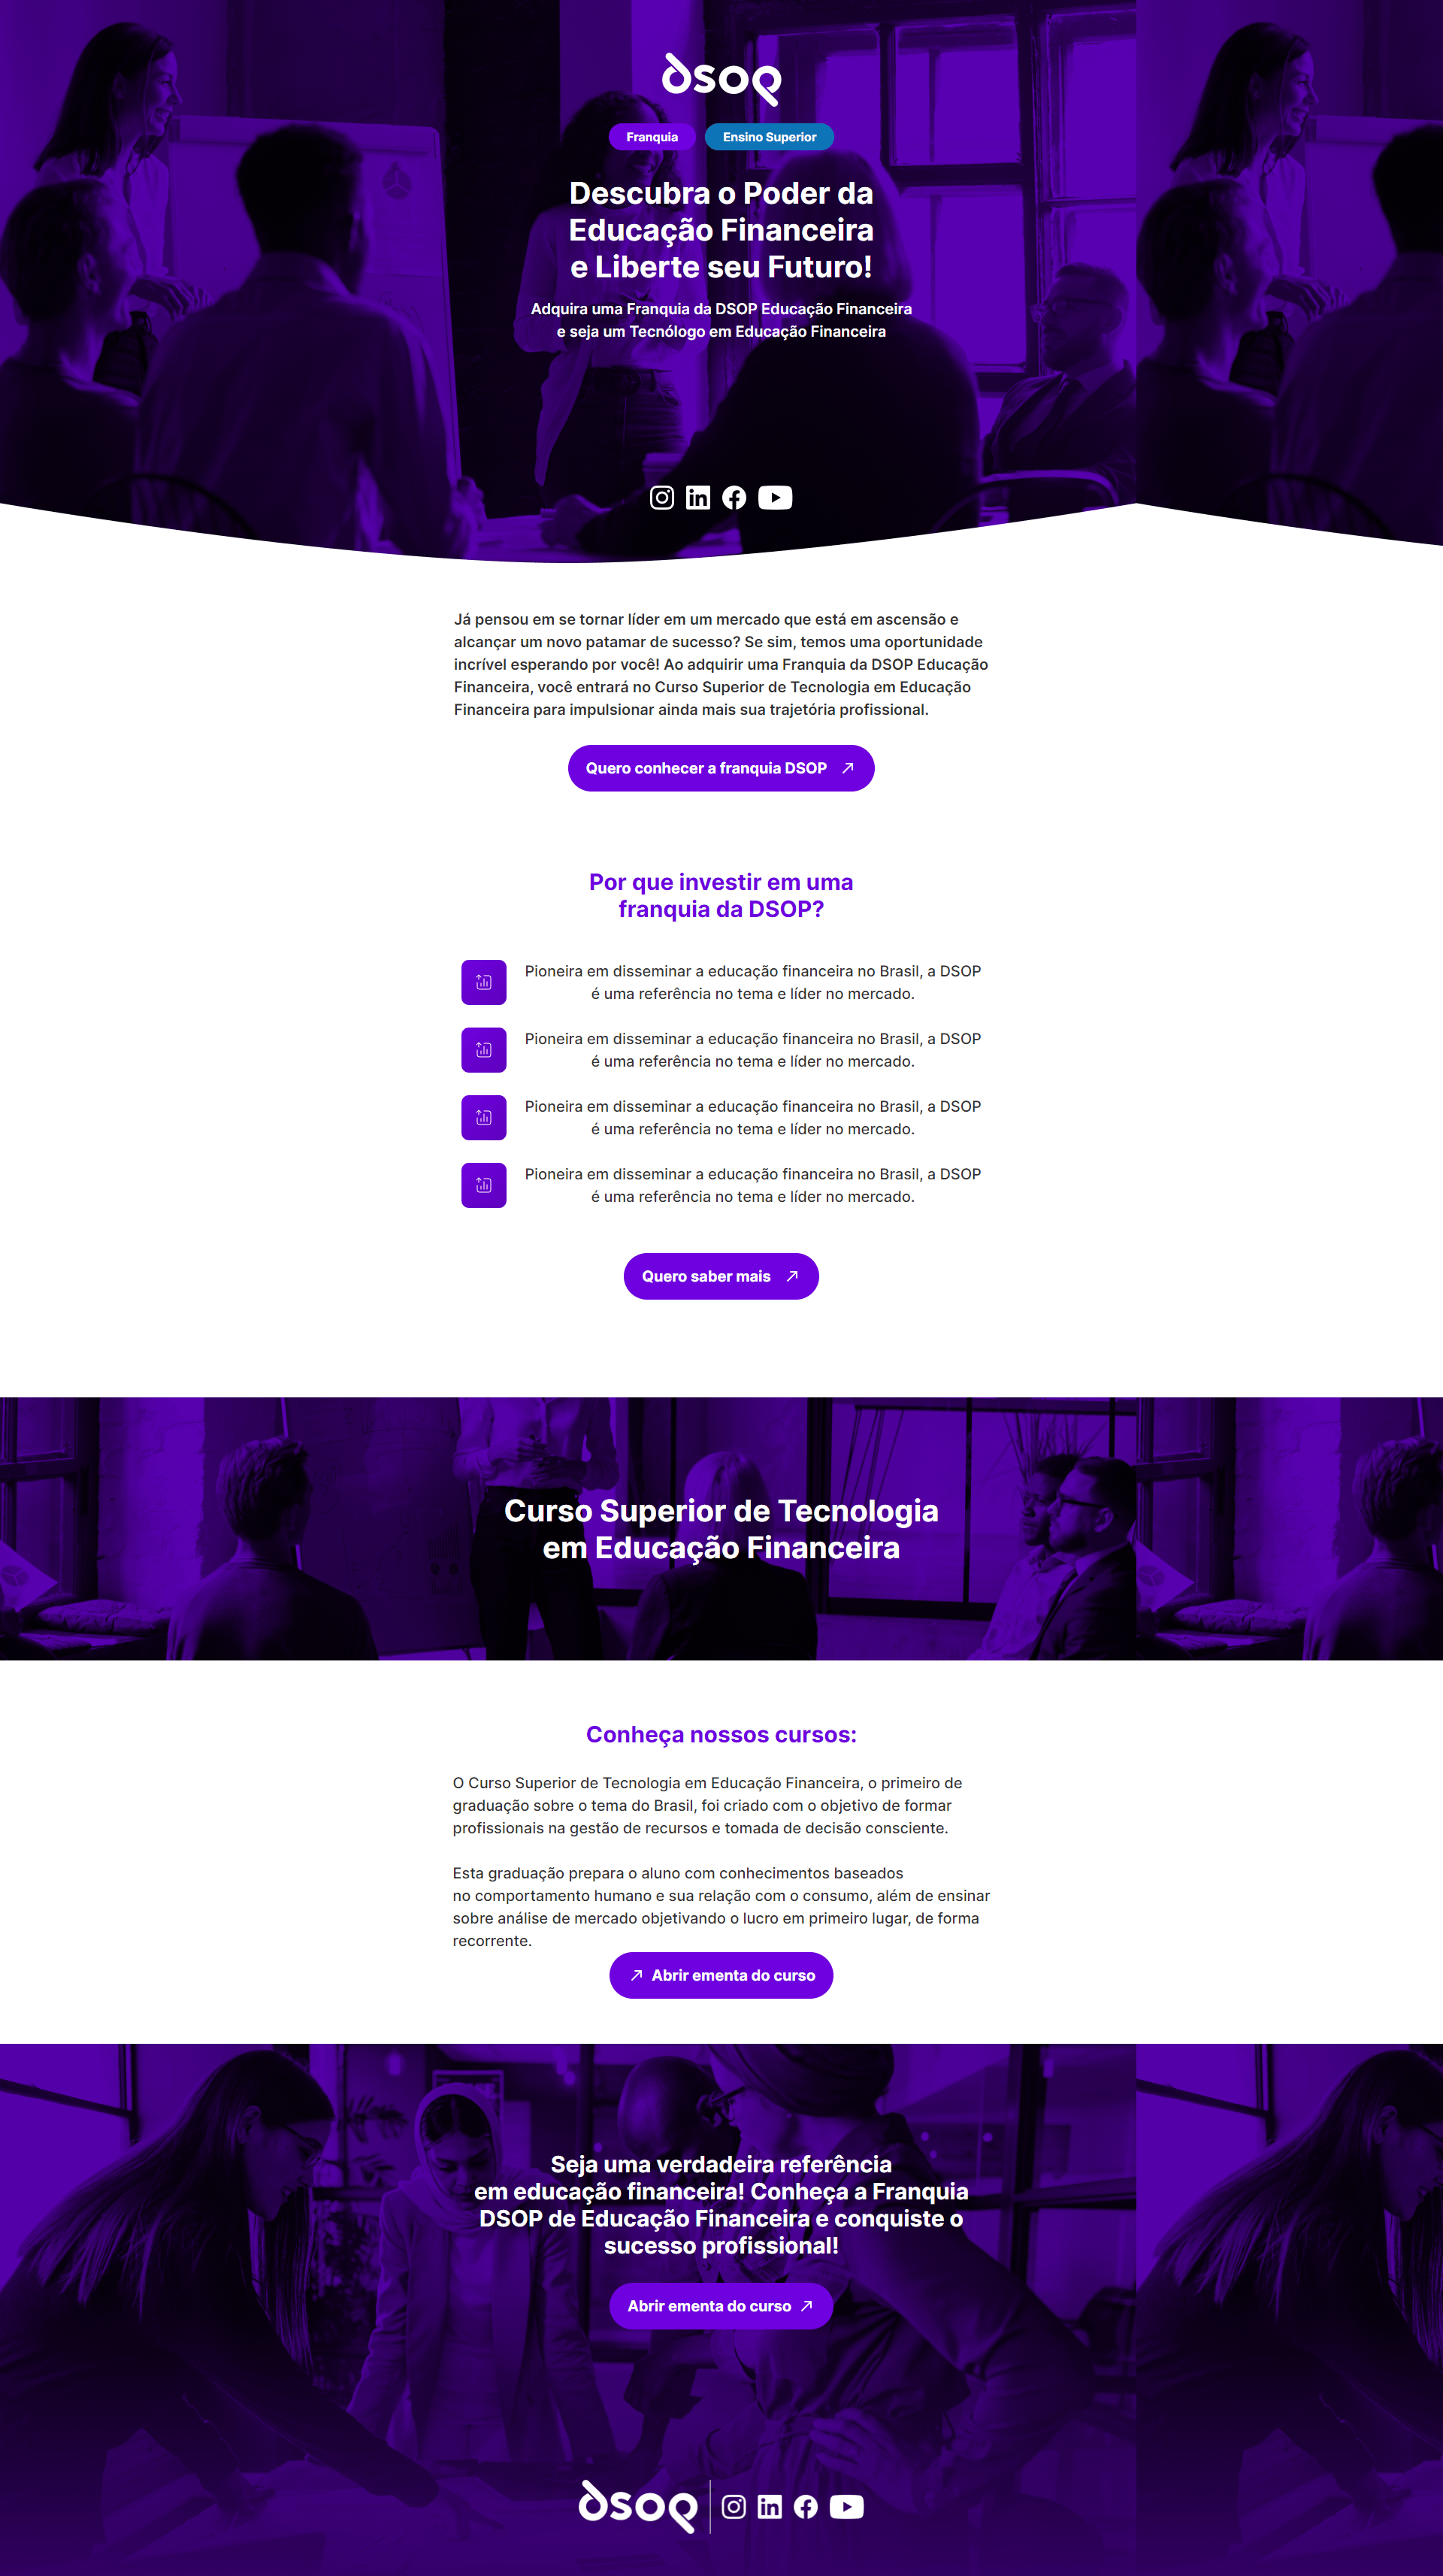 dsop
Franquia
Ensino Superior
Descubra o Poder da
Educação Financeira
e Liberte seu Futuro!
Adquira uma Franquia da DSOP Educação Financeira
e seja um Tecnólogo em Educação Financeira
Já pensou em se tornar líder em um mercado que está em ascensão e
alcançar um novo patamar de sucesso? Se sim, temos uma oportunidade
incrível esperando por você! Ao adquirir uma Franquia da DSOP Educação
Financeira, você entrará no Curso Superior de Tecnologia em Educação
Financeira para impulsionar ainda mais sua trajetória profissional.
Quero conhecer a franquia DSOP
Por que investir em uma
franquia da DSOP?
Pioneira em disseminar a educação financeira no Brasil, a DSOP
é uma referência no tema e líder no mercado.
Pioneira em disseminar a educação financeira no Brasil, a DSOP
é uma referência no tema e líder no mercado.
Pioneira em disseminar a educação financeira no Brasil, a DSOP
é uma referência no tema e líder no mercado.
Pioneira em disseminar a educação financeira no Brasil, a DSOP
é uma referência no tema e líder no mercado.
Quero saber mais
Curso Superior de Tecnologia
em Educação Financeira
Conheça nossos cursos:
O Curso Superior de Tecnologia em Educação Financeira, o primeiro de
graduação sobre o tema do Brasil, foi criado com o objetivo de formar
profissionais na gestão de recursos e tomada de decisão consciente.
Esta graduação prepara o aluno com conhecimentos baseados
no comportamento humano e sua relação com o consumo, além de ensinar
sobre análise de mercado objetivando o lucro em primeiro lugar, de forma
recorrente.
Abrir ementa do curso
Seja uma verdadeira referência
em educação financeira! Conheça a Franquia
DSOP de Educação Financeira e conquiste o
sucesso profissional!
Abrir ementa do curso
dsop